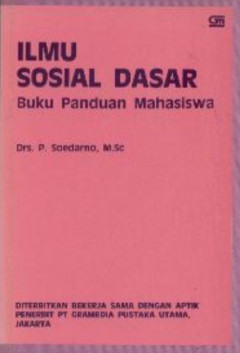 GM
ILMU
SOSIAL DASAR
Buku Panduan Mahasiswa
Drs. P. Soedarno, M.Sc
DITERBITKAN BEKERJA SAMA DENGAN APTIK
PENERBIT PT GRAMEDIA PUSTAKA UTAMA,
JAKARTA